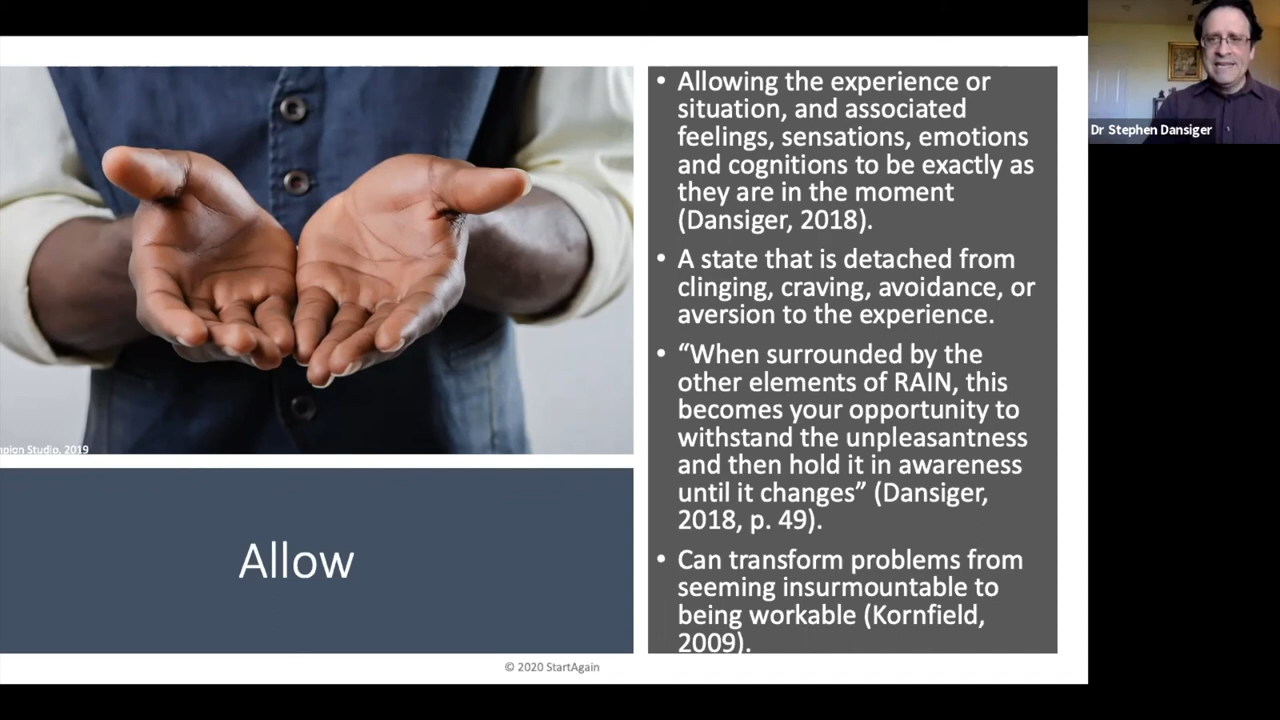 • Allowing the experience or
situation, and associated
feelings, sensations, emotions
and cognitions to be exactly as
they are in the moment
(Dansiger, 2018).
• A state that is detached from
clinging, craving, avoidance, or
aversion to the experience.
• “When surrounded by the
other elements of RAIN, this
becomes your opportunity to
withstand the unpleasantness
and then hold it in awareness
until it changes” (Dansiger,
2018, p. 49).
• Can transform problems from
seeming insurmountable to
being workable (Kornfield,
2009).
Studio, 2019
Allow
© 2020 StartAgain
Dr Stephen Dansiger